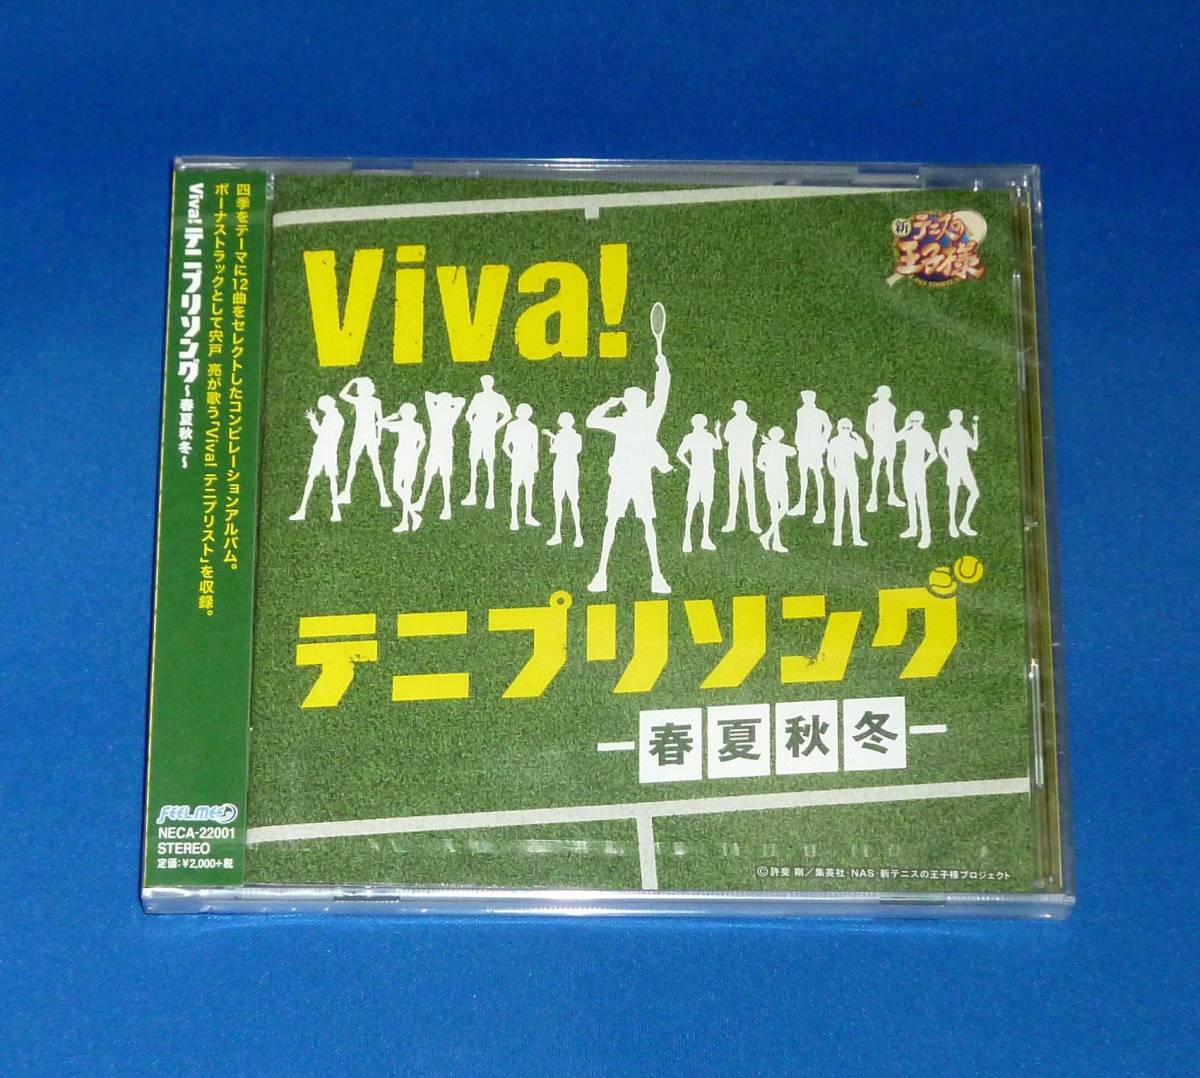 Viva! テニプリソング～春夏秋冬～
四季をテーマに12曲をセレクトしたコンピレーションアルバム。
ボーナストラックとして宍戸 亮が歌う「Viva! テニプリスト」を収録。
FEEL MEE
NECA-22001
STEREO
定価:¥2,000+税
Viva!
新テニスの
王子様
テニプリソング
-春夏秋冬-
©許斐 剛／集英社・NAS・新テニスの王子様プロジェクト